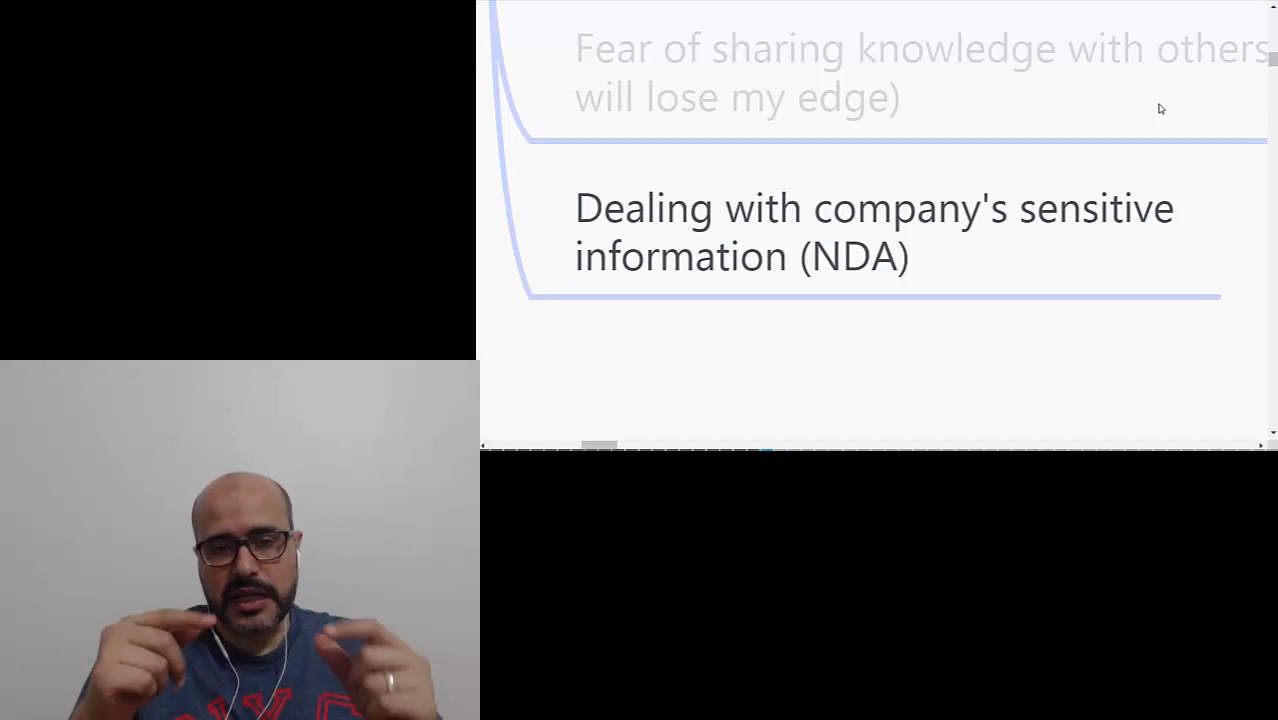 Fear of sharing knowledge with others
will lose my edge)
Dealing with company's sensitive
information (NDA)